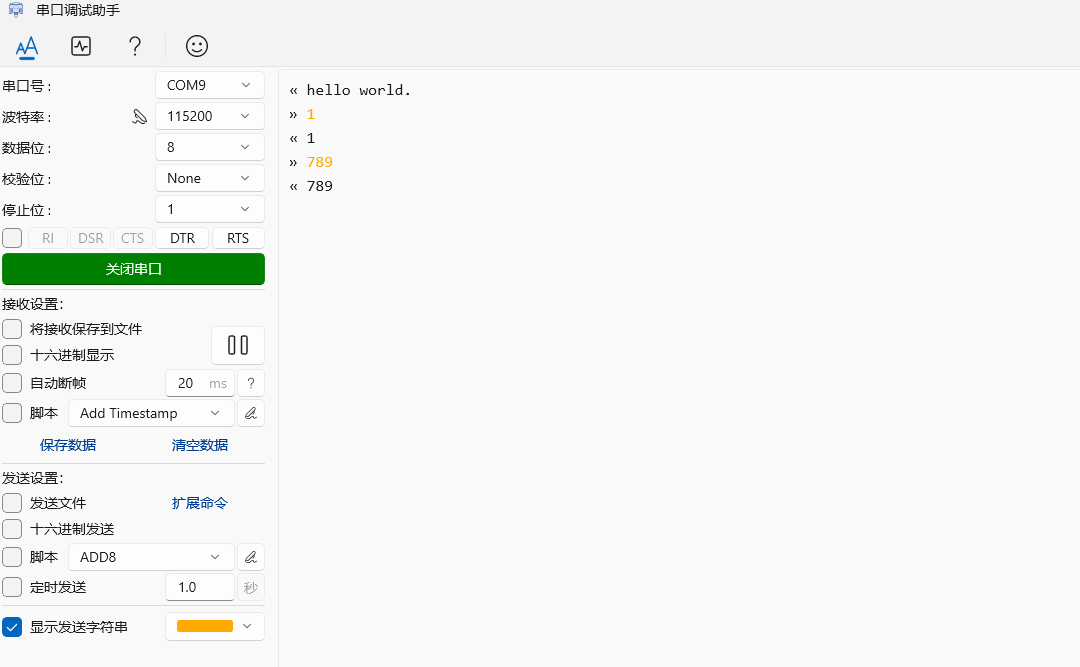 串口调试助手
串口号:
COM9
波特率:
115200
数据位:
8
校验位:
None
停止位:
1
RI DSR CTS DTR RTS
关闭串口
接收设置:
将接收保存到文件
十六进制显示
自动断帧
20 ms ?
脚本
Add Timestamp
保存数据 清空数据
发送设置:
发送文件 扩展命令
十六进制发送
脚本
ADD8
定时发送
1.0 秒
显示发送字符串
« hello world.
» 1
« 1
» 789
« 789